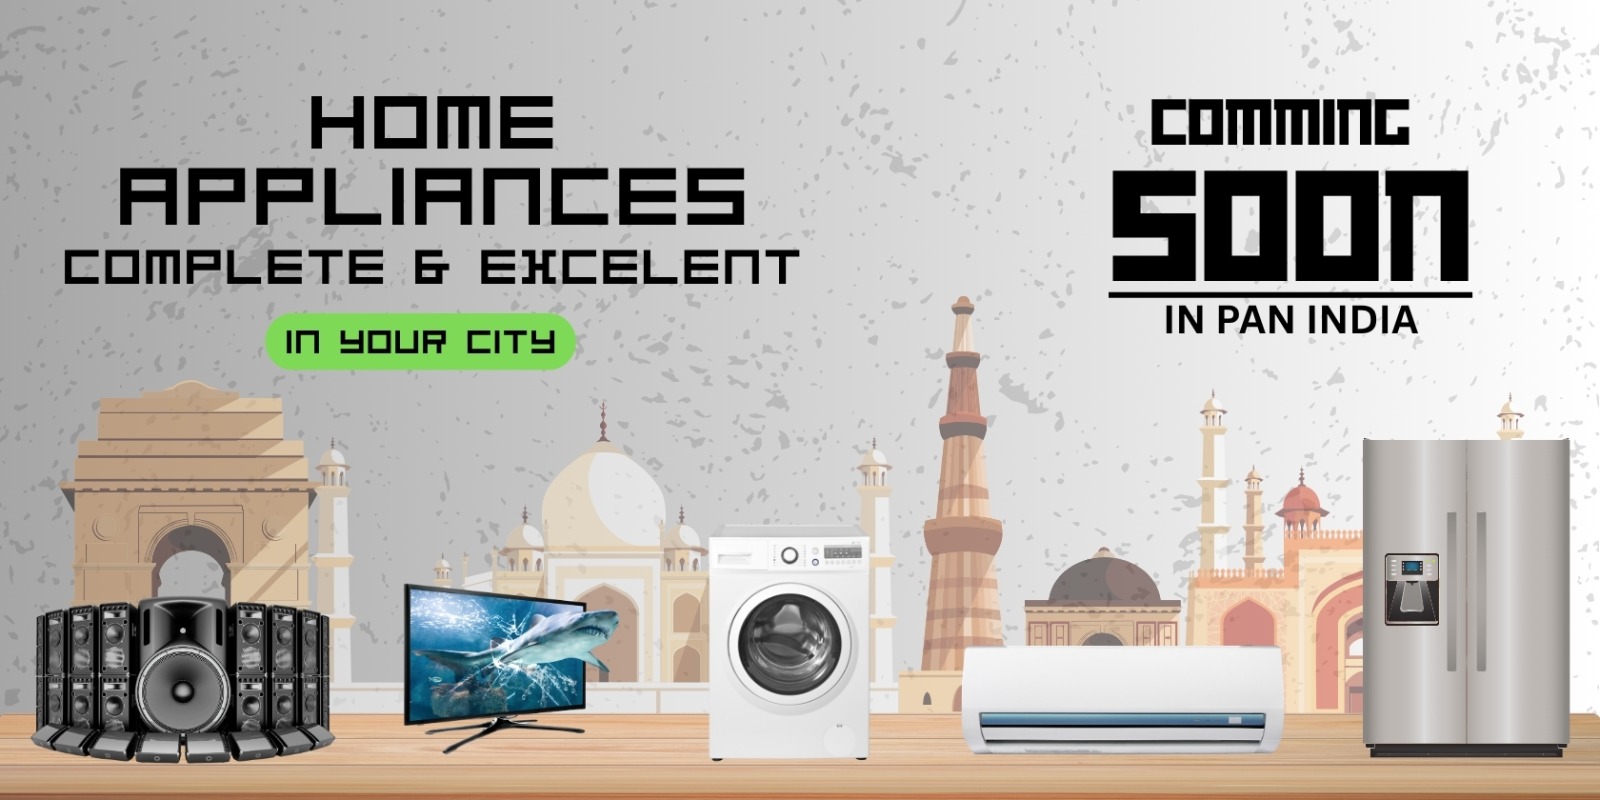 HOME
APPLIANCES
COMPLETE & EXCELENT
IN YOUR CITY
COMMING
SOON
IN PAN INDIA